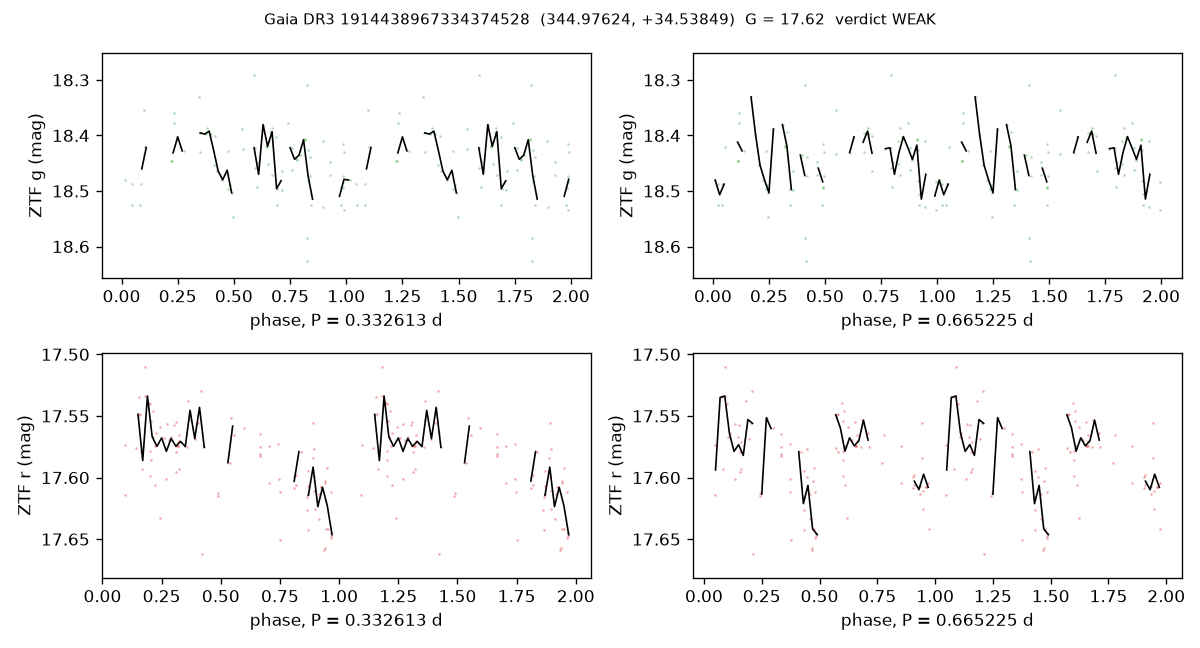 Gaia DR3 1914438967334374528 (344.97624, +34.53849) G = 17.62 verdict WEAK
ZTF g (mag)
18.3
18.4
18.5
18.6
0.00 0.25 0.50 0.75 1.00 1.25 1.50 1.75 2.00
phase, P = 0.332613 d
ZTF g (mag)
18.3
18.4
18.5
18.6
0.00 0.25 0.50 0.75 1.00 1.25 1.50 1.75 2.00
phase, P = 0.665225 d
ZTF r (mag)
17.50
17.55
17.60
17.65
0.00 0.25 0.50 0.75 1.00 1.25 1.50 1.75 2.00
phase, P = 0.332613 d
ZTF r (mag)
17.50
17.55
17.60
17.65
0.00 0.25 0.50 0.75 1.00 1.25 1.50 1.75 2.00
phase, P = 0.665225 d